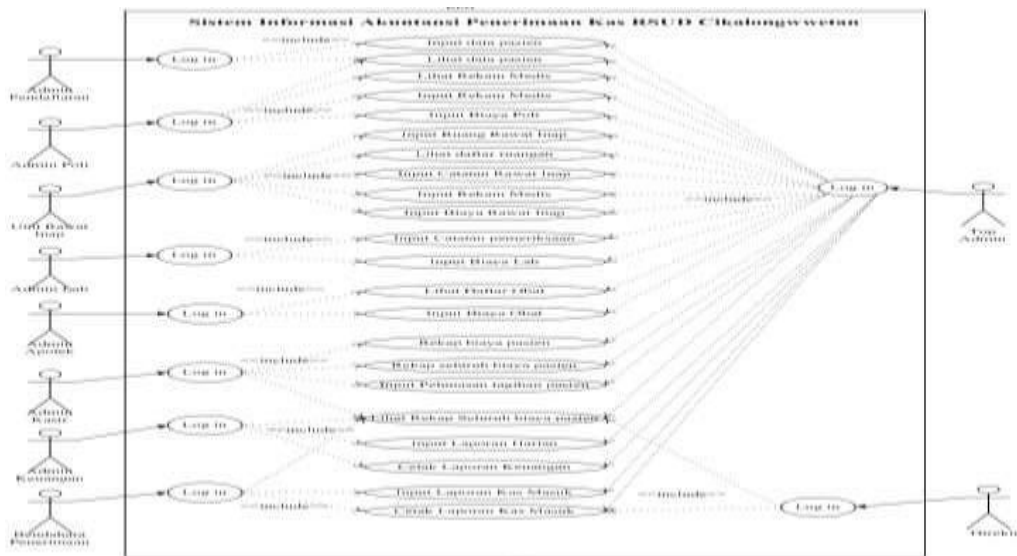 Sistem Informasi Akuntansi Penerimaan Kas RSUD Cikalongwwetan
Admin
Pendaftaran
Admin Poli
Unit Rawat
Inap
Admin Lab
Admin
Apotek
Admin
Kasir
Admin
Keuangan
Bendahara
Penerimaan
Log in
Log in
Log in
Log in
Log in
Log in
Log in
Log in
<<include>>
<<include>>
<<include>>
<<include>>
<<include>>
<<include>>
<<include>>
<<include>>
Input data pasien
Lihat data pasien
Lihat Rekam Medis
Input Rekam Medis
Input Biaya Poli
Input Ruang Rawat Inap
Lihat daftar ruangan
Input Catatan Rawat Inap
Input Rekam Medis
Input Biaya Rawat Inap
Input Catatan pemeriksaan
Input Biaya Lab
Lihat Daftar Obat
Input Biaya Obat
Rekap biaya pasien
Rekap seluruh biaya pasien
Input Pelunasan tagihan pasien
Lihat Rekap Seluruh biaya pasien
Input Laporan Harian
Cetak Laporan Keuangan
Input Laporan Kas Masuk
Cetak Laporan Kas Masuk
<<include>>
<<include>>
Log in
Log in
Top
Admin